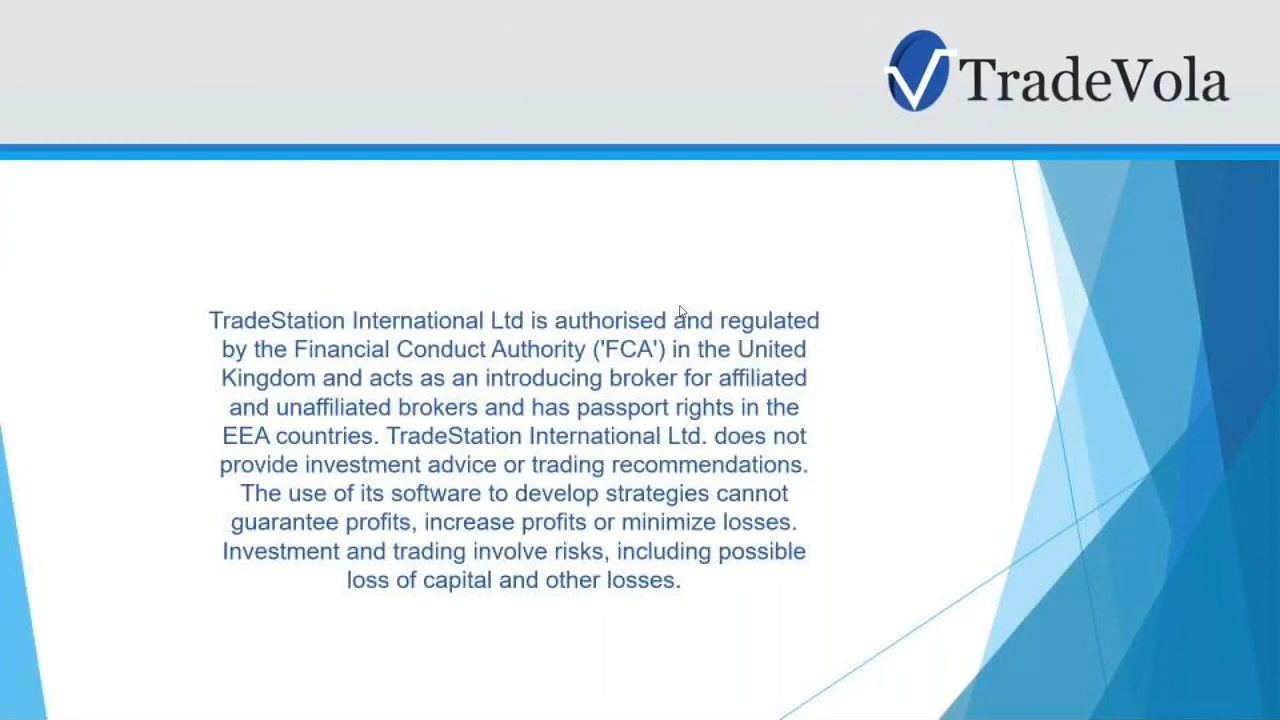 TradeVola
TradeStation International Ltd is authorised and regulated
by the Financial Conduct Authority ('FCA') in the United
Kingdom and acts as an introducing broker for affiliated
and unaffiliated brokers and has passport rights in the
EEA countries. TradeStation International Ltd. does not
provide investment advice or trading recommendations.
The use of its software to develop strategies cannot
guarantee profits, increase profits or minimize losses.
Investment and trading involve risks, including possible
loss of capital and other losses.